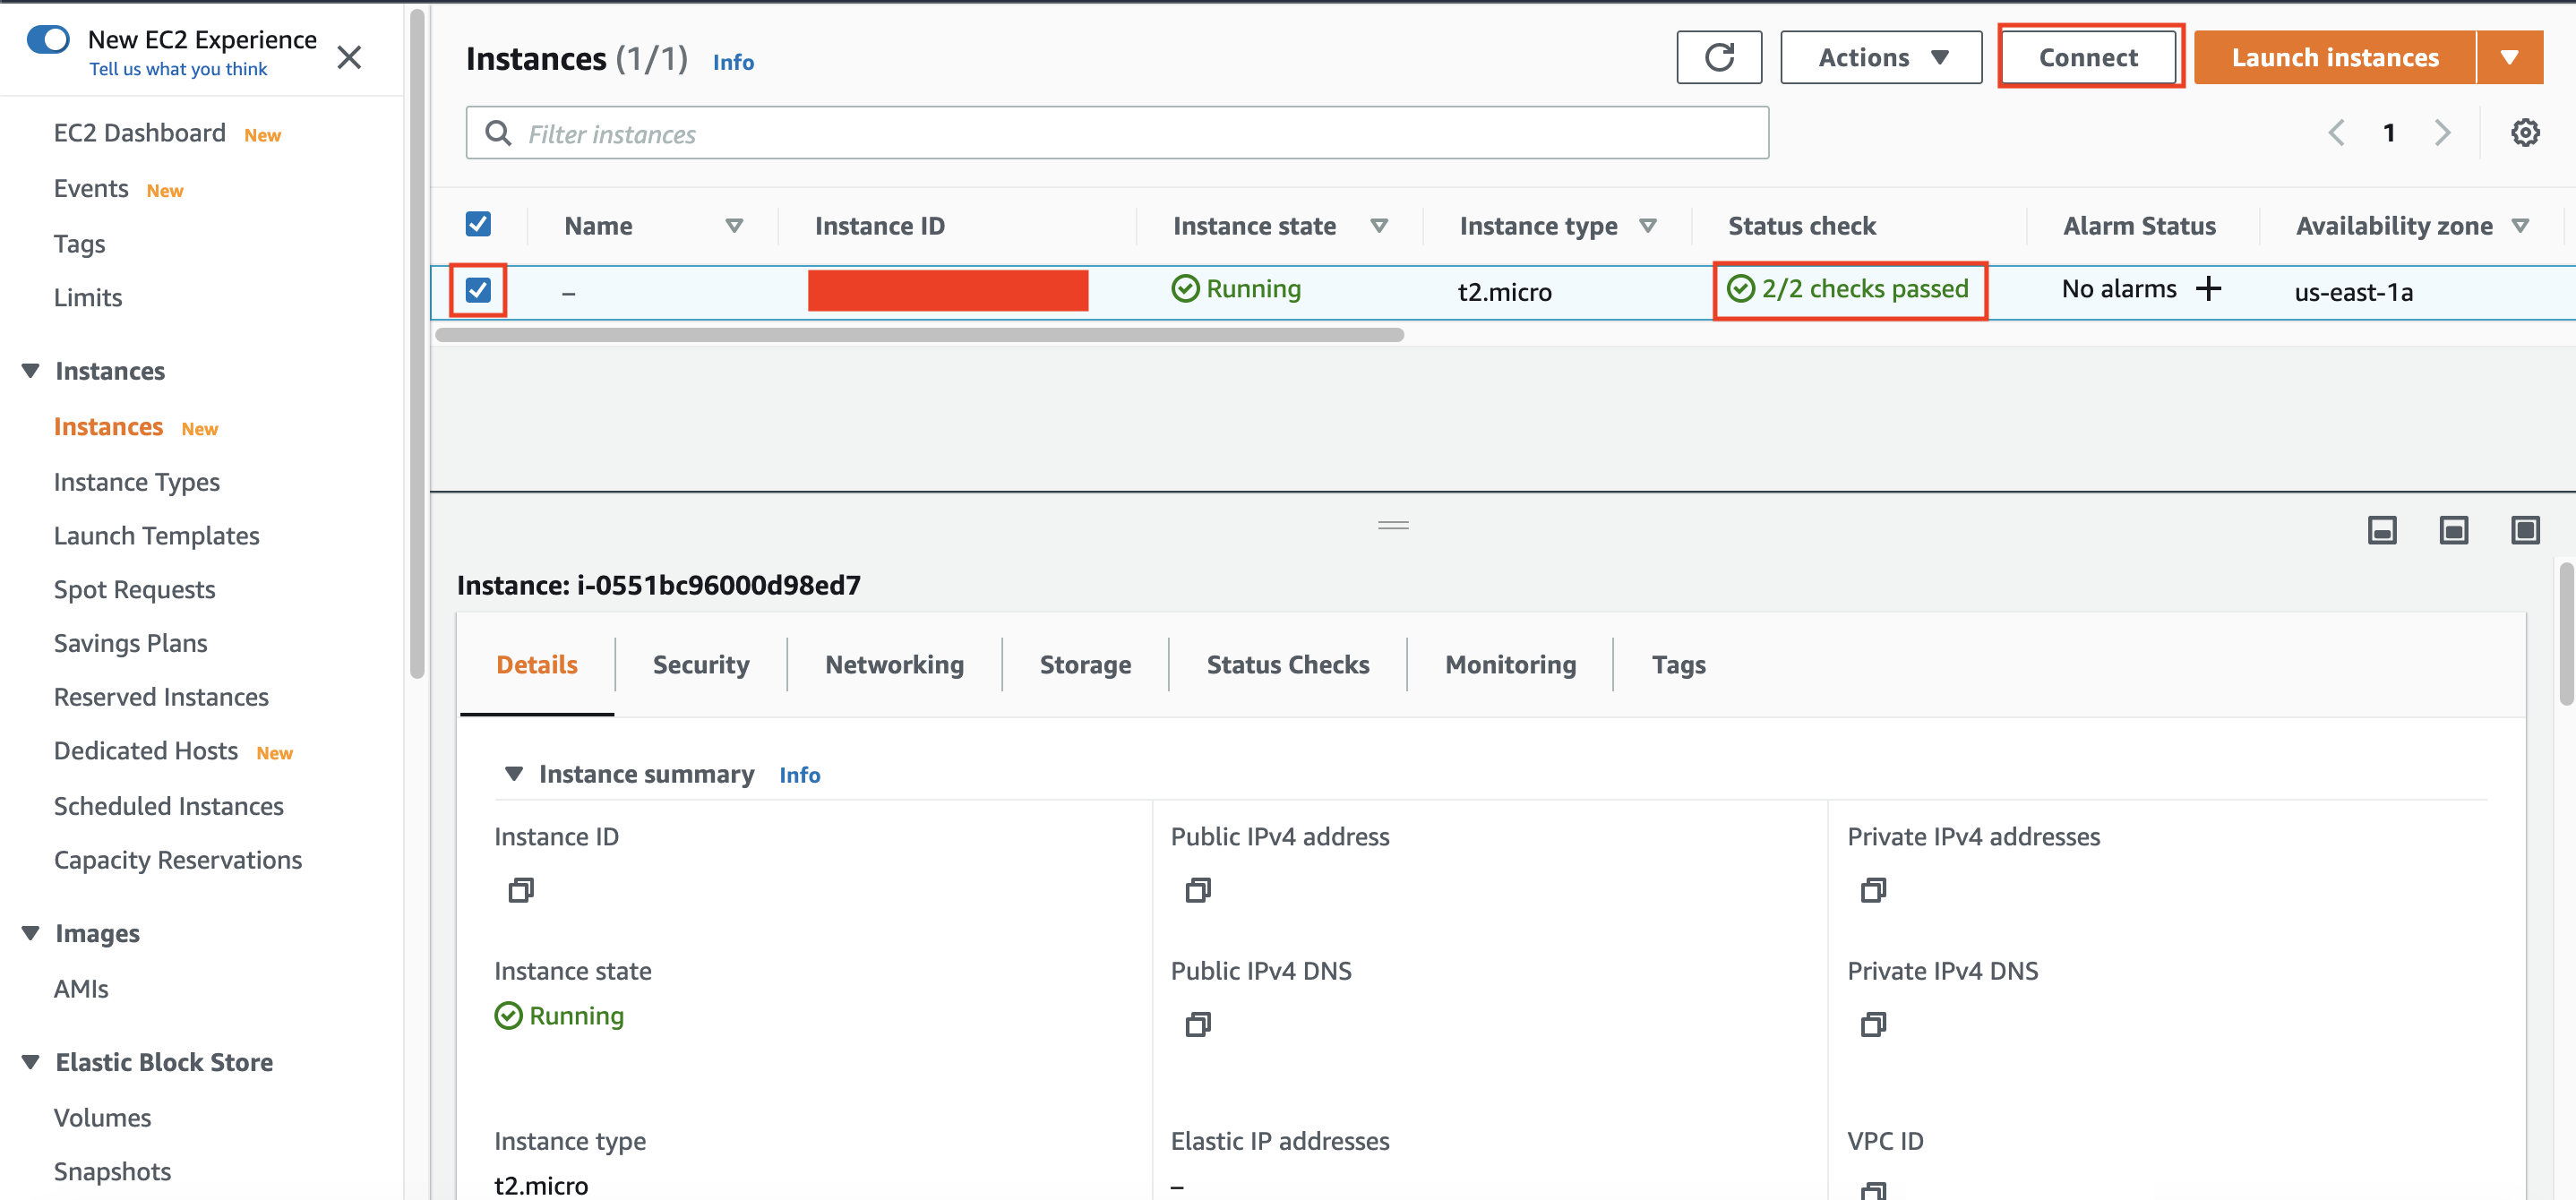 New EC2 Experience
Tell us what you think
EC2 Dashboard New
Events New
Tags
Limits
Instances
Instances New
Instance Types
Launch Templates
Spot Requests
Savings Plans
Reserved Instances
Dedicated Hosts New
Scheduled Instances
Capacity Reservations
Images
AMIs
Elastic Block Store
Volumes
Snapshots
Instances (1/1) Info
Actions
Connect
Launch instances
Filter instances
1
Name Instance ID Instance state Instance type Status check Alarm Status Availability zone
– Running t2.micro 2/2 checks passed No alarms + us-east-1a
Instance: i-0551bc96000d98ed7
Details Security Networking Storage Status Checks Monitoring Tags
Instance summary Info
Instance ID Public IPv4 address Private IPv4 addresses
Instance state Public IPv4 DNS Private IPv4 DNS
Running
Instance type Elastic IP addresses VPC ID
t2.micro –